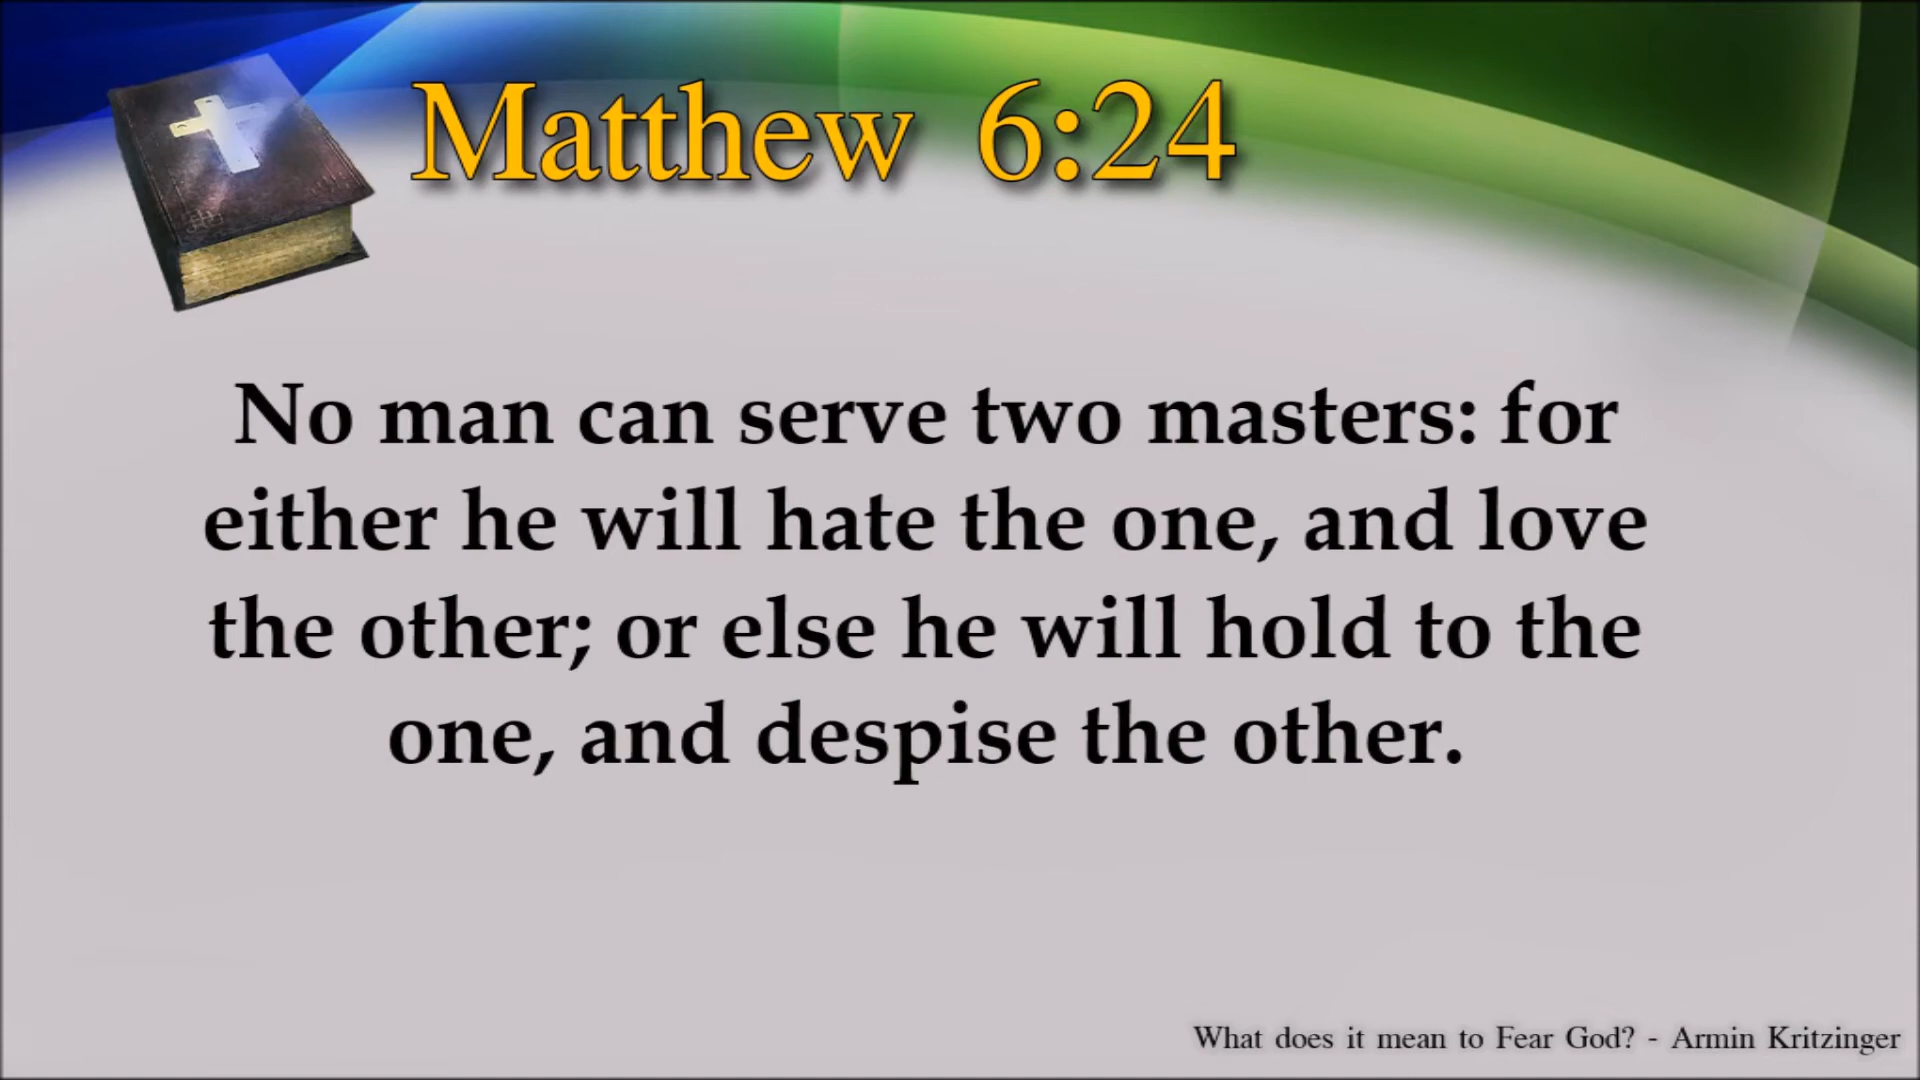 Matthew 6:24
No man can serve two masters: for
either he will hate the one, and love
the other; or else he will hold to the
one, and despise the other.
What does it mean to Fear God? - Armin Kritzinger